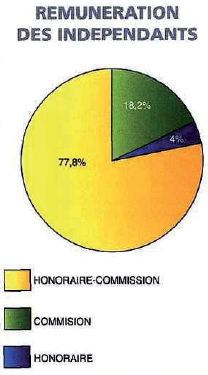 REMUNERATION
DES INDEPENDANTS
18,2%
4%
77,8%
HONORAIRE-COMMISSION
COMMISION
HONORAIRE